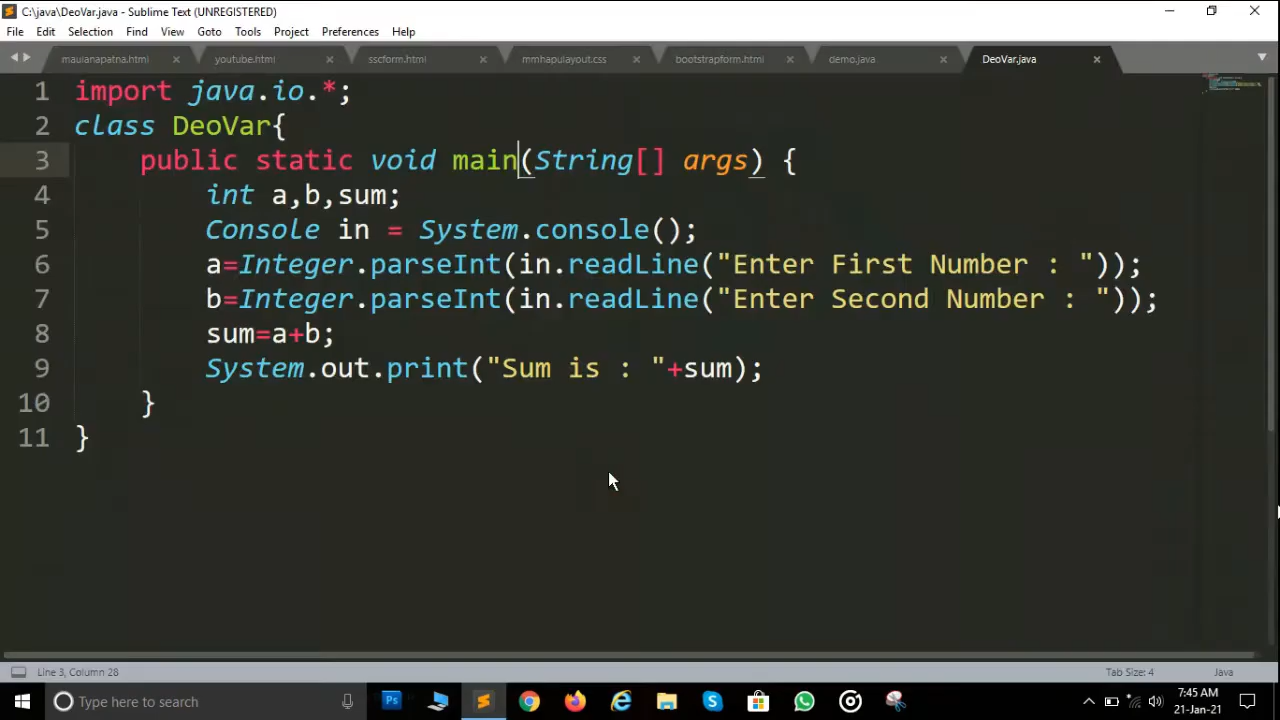 C:\java\DeoVar.java - Sublime Text (UNREGISTERED)
File Edit Selection Find View Goto Tools Project Preferences Help
maulanapatna.html youtube.html sscform.html mmhapulayout.css bootstrapform.html demo.java DeoVar.java
1 import java.io.*;
2 class DeoVar{
3 public static void main(String[] args) {
4 int a,b,sum;
5 Console in = System.console();
6 a=Integer.parseInt(in.readLine("Enter First Number : "));
7 b=Integer.parseInt(in.readLine("Enter Second Number : "));
8 sum=a+b;
9 System.out.print("Sum is : "+sum);
10 }
11 }
Line 3, Column 28 Tab Size: 4 Java
Type here to search
7:45 AM
21-Jan-21